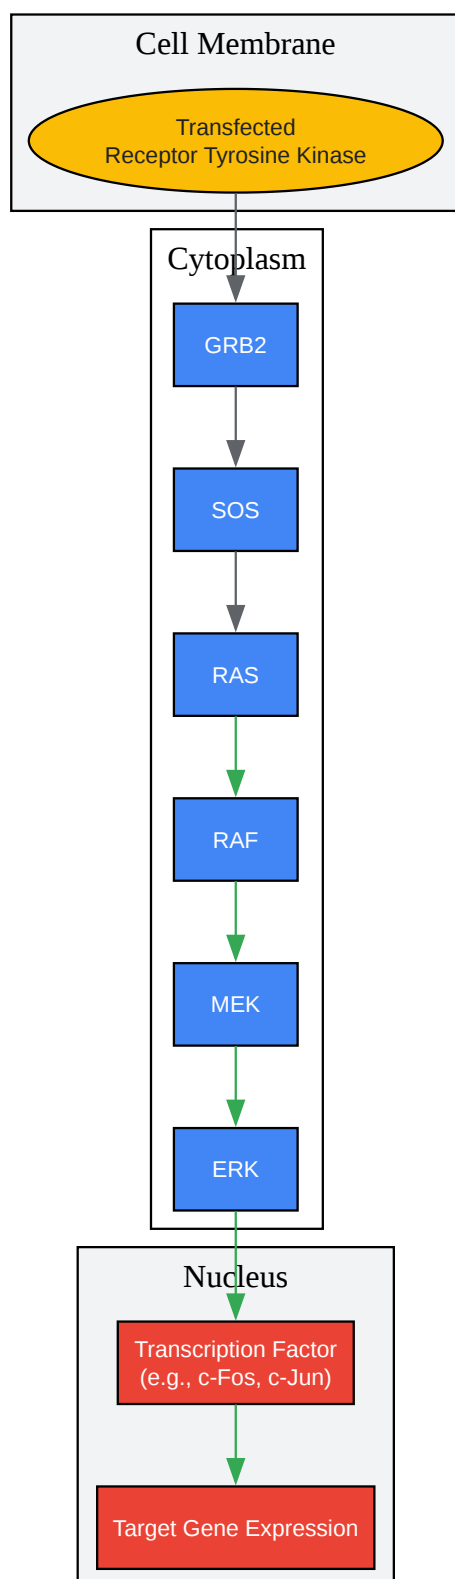 Cell Membrane
Transfected
Receptor Tyrosine Kinase
Cytoplasm
GRB2
SOS
RAS
RAF
MEK
ERK
Nucleus
Transcription Factor
(e.g., c-Fos, c-Jun)
Target Gene Expression